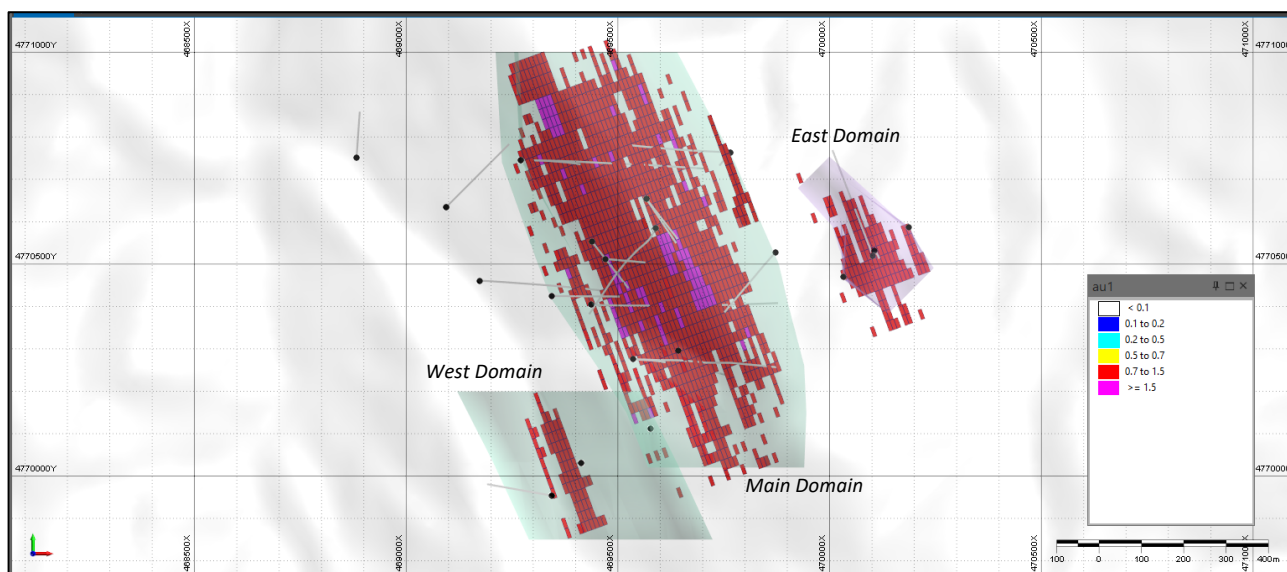 468500X
469000X
469500X
470000X
470500X
471000X
4771000Y
4771000Y
East Domain
4770500Y
4770500Y
au1
< 0.1
0.1 to 0.2
0.2 to 0.5
0.5 to 0.7
0.7 to 1.5
>= 1.5
West Domain
4770000Y
Main Domain
468500X
469000X
469500X
470000X
470500X
100 0 100 200 300 400m